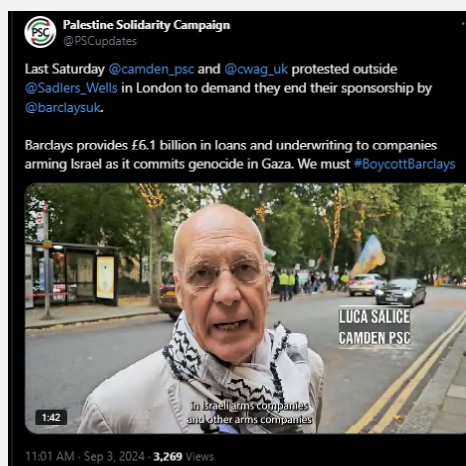 PSC
Palestine Solidarity Campaign
@PSCupdates
Last Saturday @camden_psc and @cwag_uk protested outside
@Sadlers_Wells in London to demand they end their sponsorship by
@barclaysuk.
Barclays provides £6.1 billion in loans and underwriting to companies
arming Israel as it commits genocide in Gaza. We must #BoycottBarclays
LUCA SALICE
CAMDEN PSC
in Israeli arms companies
and other arms companies
1:42
11:01 AM · Sep 3, 2024 · 3,269 Views